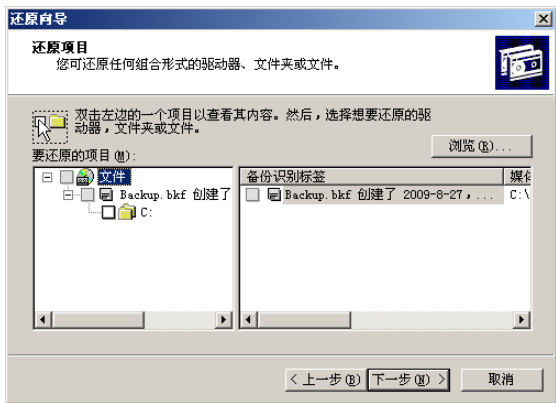 还原向导
还原项目
您可还原任何组合形式的驱动器、文件夹或文件。
双击左边的一个项目以查看其内容。然后，选择想要还原的驱
动器，文件夹或文件。
浏览(R)...
要还原的项目(M):
文件
Backup.bkf 创建了
C:
备份识别标签
媒体
Backup.bkf 创建了 2009-8-27，...
C:\
< 上一步(B)
下一步(N) >
取消